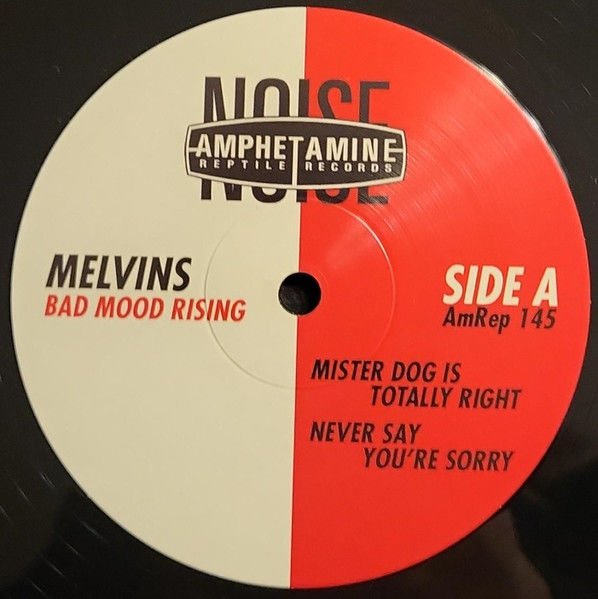 NOISE
AMPHETAMINE
REPTILE RECORDS
NOISE
MELVINS
BAD MOOD RISING
SIDE A
AmRep 145
MISTER DOG IS
TOTALLY RIGHT
NEVER SAY
YOU'RE SORRY